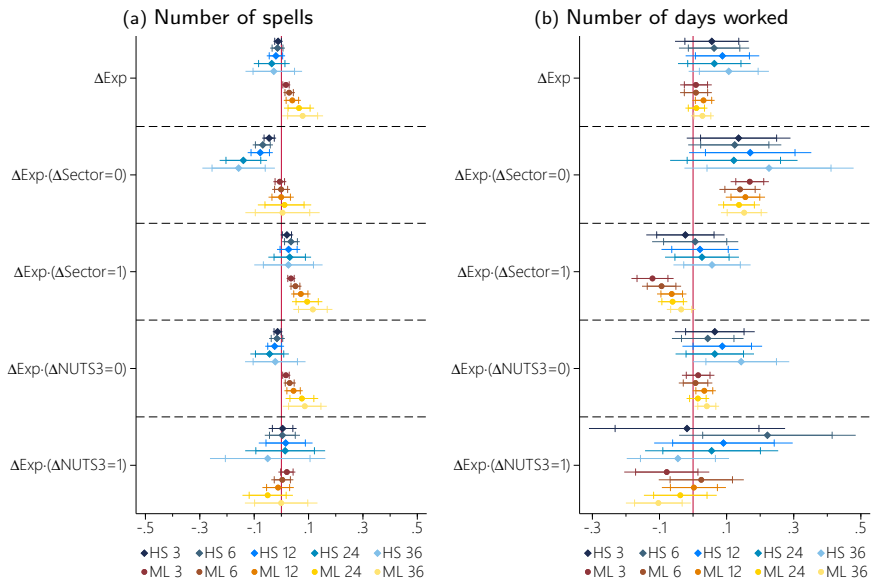 (a) Number of spells
ΔExp
ΔExp·(ΔSector=0)
ΔExp·(ΔSector=1)
ΔExp·(ΔNUTS3=0)
ΔExp·(ΔNUTS3=1)
-.5 -.3 -.1 .1 .3 .5
HS 3 HS 6 HS 12 HS 24 HS 36
ML 3 ML 6 ML 12 ML 24 ML 36
(b) Number of days worked
ΔExp
ΔExp·(ΔSector=0)
ΔExp·(ΔSector=1)
ΔExp·(ΔNUTS3=0)
ΔExp·(ΔNUTS3=1)
-.3 -.1 .1 .3 .5
HS 3 HS 6 HS 12 HS 24 HS 36
ML 3 ML 6 ML 12 ML 24 ML 36